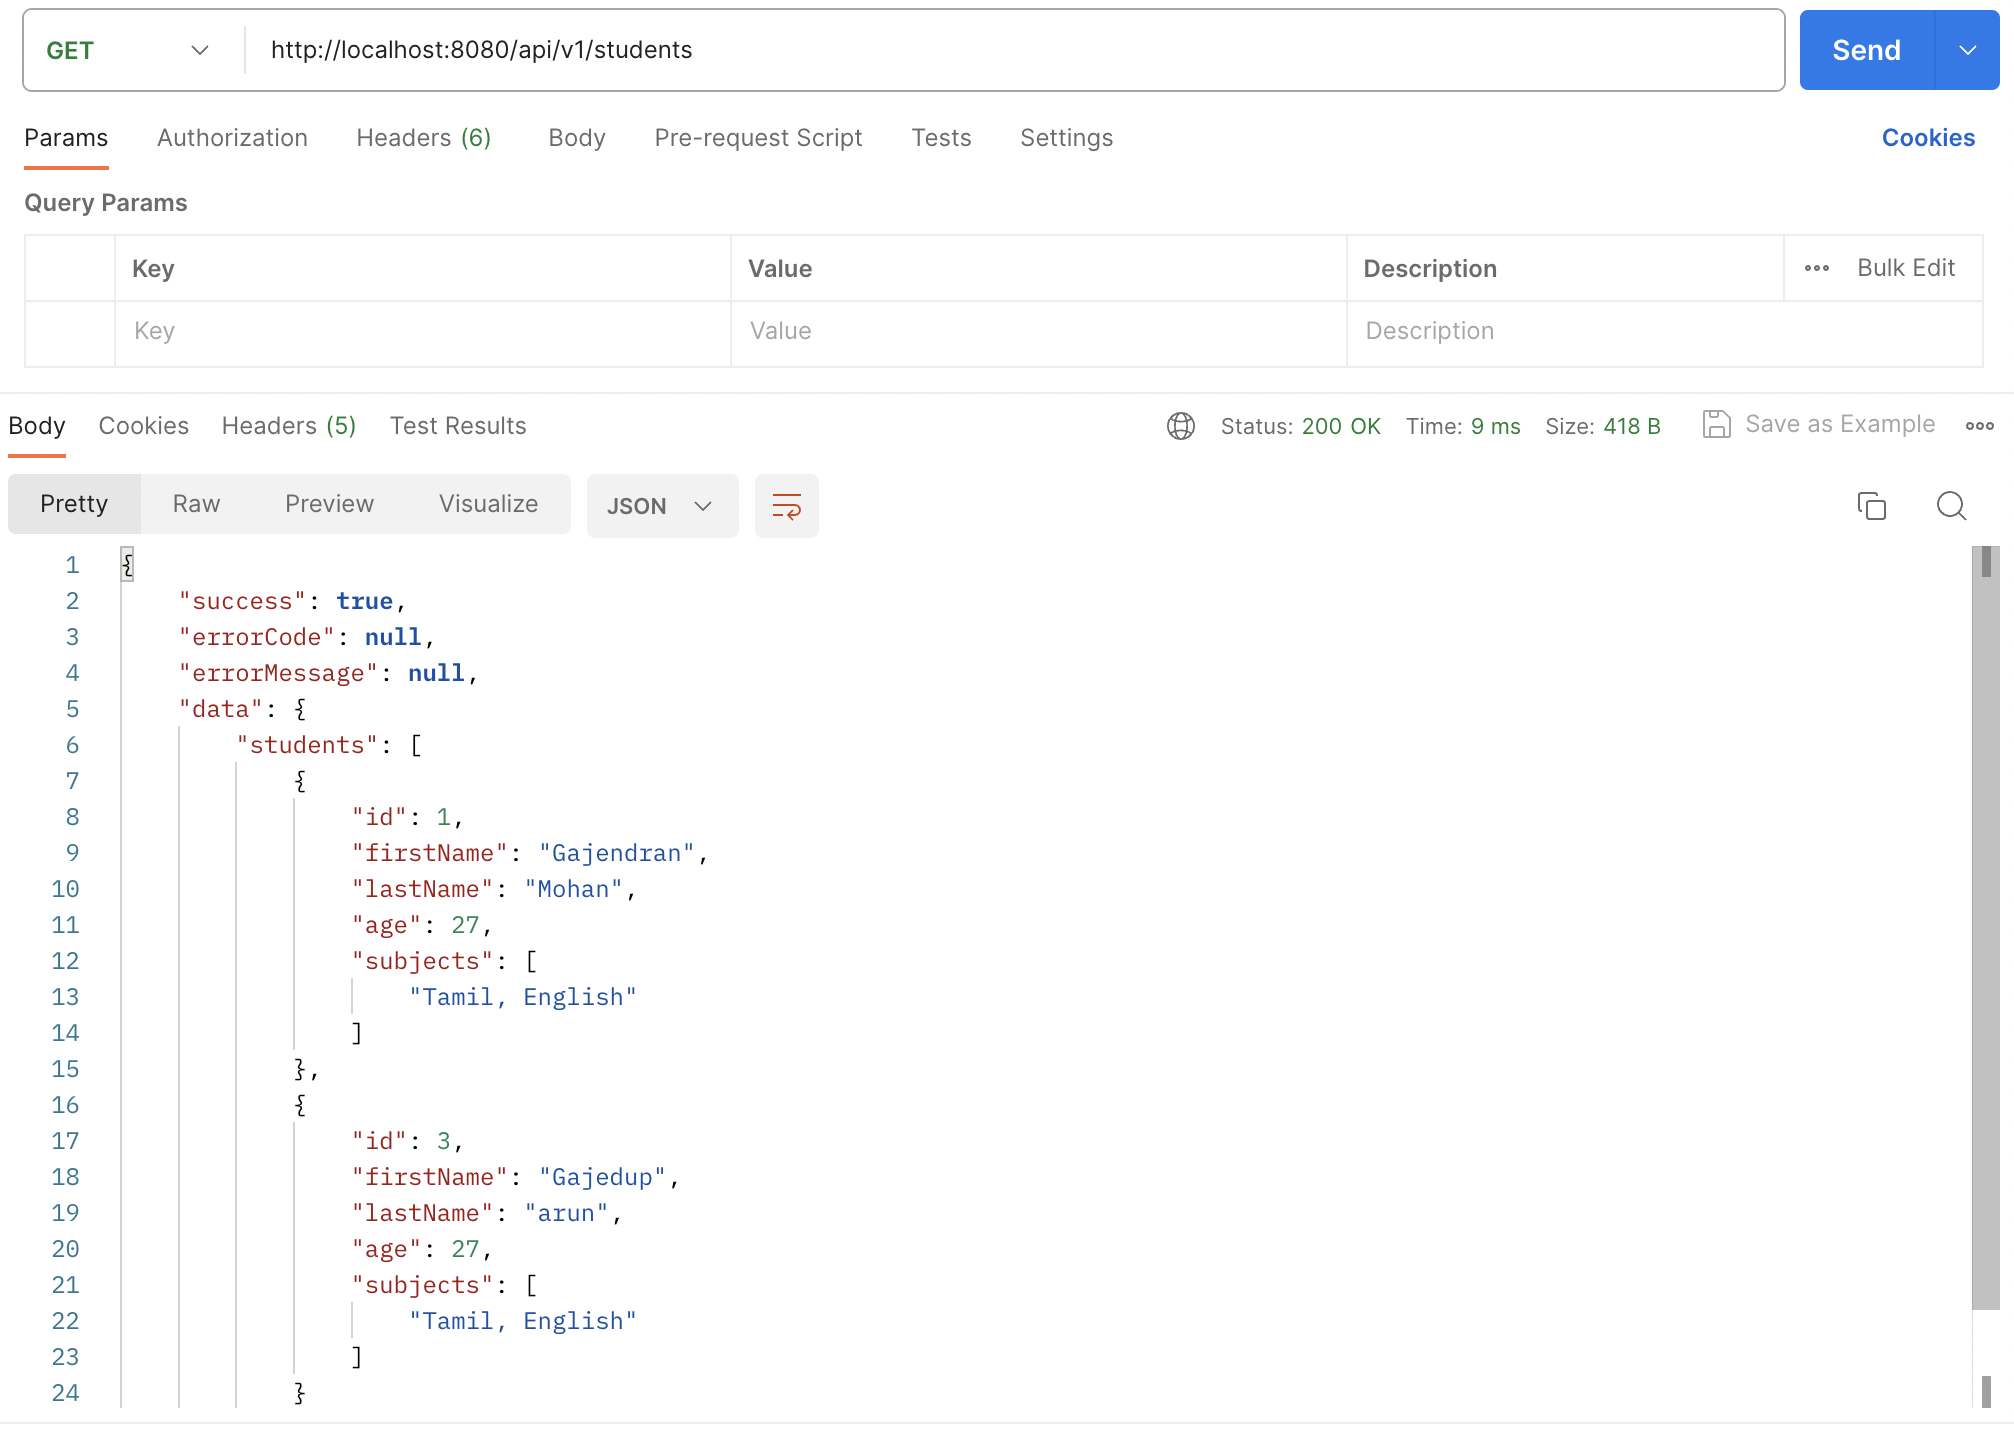 GET http://localhost:8080/api/v1/students Send
Params Authorization Headers (6) Body Pre-request Script Tests Settings Cookies
Query Params
Key Value Description Bulk Edit
Key Value Description
Body Cookies Headers (5) Test Results Status: 200 OK Time: 9 ms Size: 418 B Save as Example
Pretty Raw Preview Visualize JSON
1 {
2 "success": true,
3 "errorCode": null,
4 "errorMessage": null,
5 "data": {
6 "students": [
7 {
8 "id": 1,
9 "firstName": "Gajendran",
10 "lastName": "Mohan",
11 "age": 27,
12 "subjects": [
13 "Tamil, English"
14 ]
15 },
16 {
17 "id": 3,
18 "firstName": "Gajedup",
19 "lastName": "arun",
20 "age": 27,
21 "subjects": [
22 "Tamil, English"
23 ]
24 }